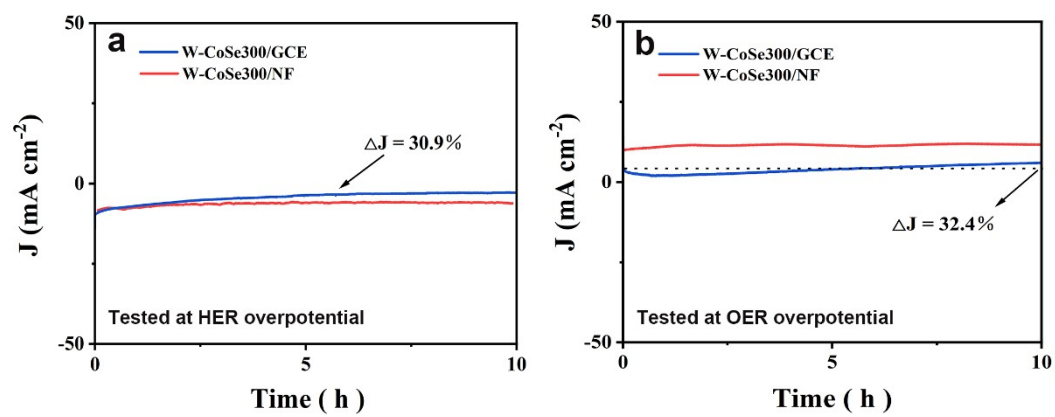 a
W-CoSe300/GCE
W-CoSe300/NF
△J = 30.9%
Tested at HER overpotential
J (mA cm⁻²)
50
0
-50
0
5
10
Time ( h )
b
W-CoSe300/GCE
W-CoSe300/NF
△J = 32.4%
Tested at OER overpotential
J (mA cm⁻²)
50
0
-50
0
5
10
Time ( h )